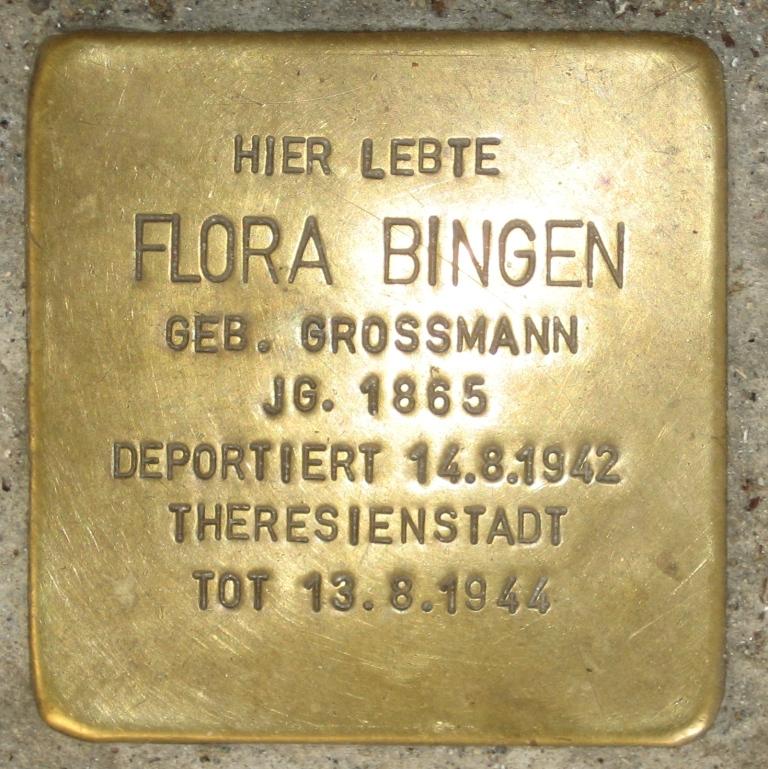 HIER LEBTE
FLORA BINGEN
GEB. GROSSMANN
JG. 1865
DEPORTIERT 14.8.1942
THERESIENSTADT
TOT 13.8.1944